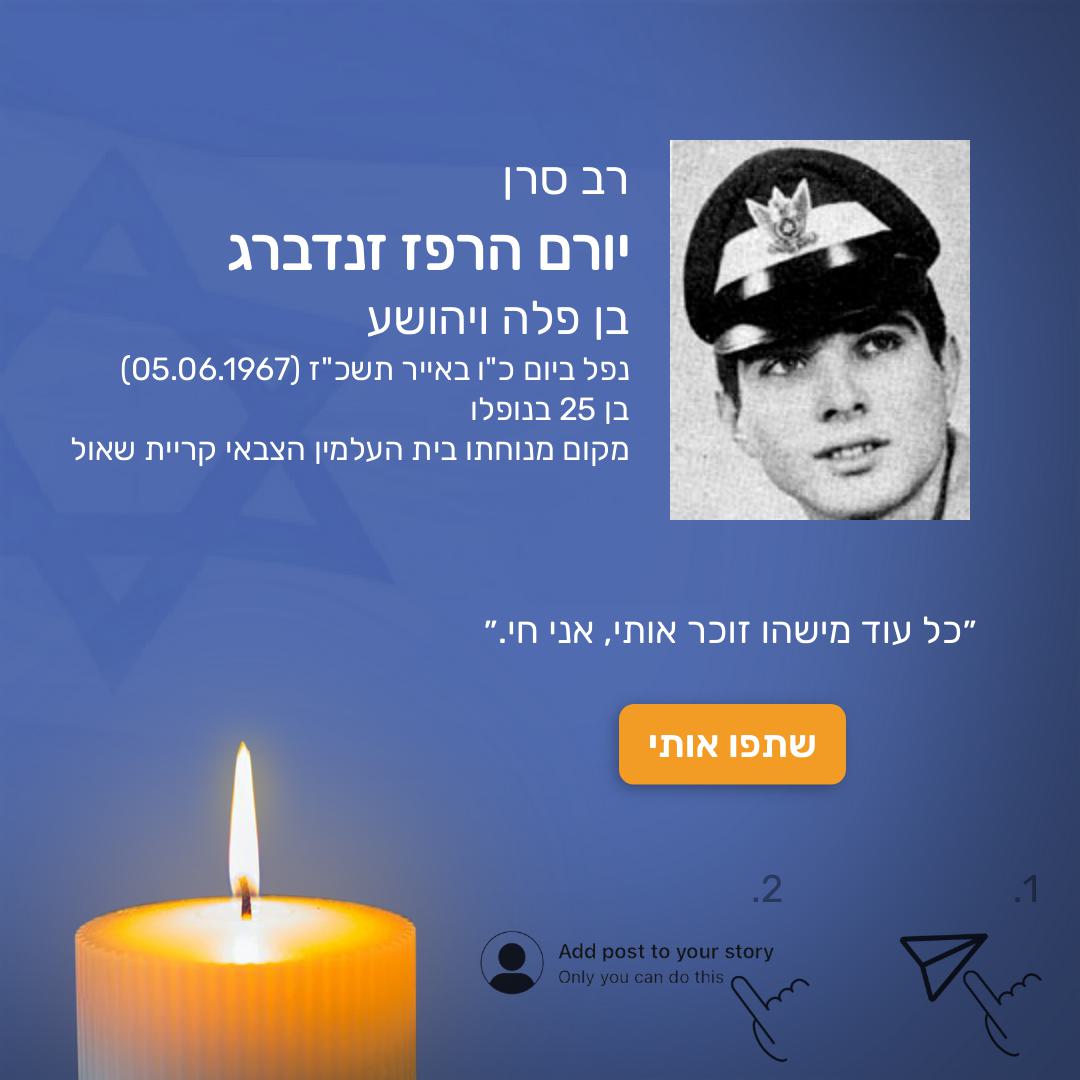 רב סרן
יורם הרפז זנדברג
בן פלה ויהושע
נפל ביום כ"ו באייר תשכ"ז (05.06.1967)
בן 25 בנופלו
מקום מנוחתו בית העלמין הצבאי קריית שאול
״כל עוד מישהו זוכר אותי, אני חי.״
שתפו אותי
1.
2.
Add post to your story
Only you can do this